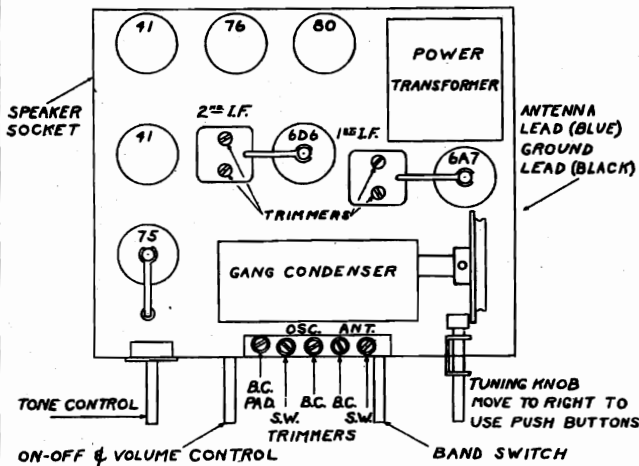 41
76
80
POWER
TRANSFORMER
SPEAKER
SOCKET
2ND I.F.
6D6
1ST I.F.
ANTENNA
LEAD (BLUE)
GROUND
LEAD (BLACK)
41
6A7
TRIMMERS
75
GANG CONDENSER
OSC. ANT.
B.C. PAD.
S.W.
B.C.
B.C.
S.W.
TRIMMERS
TONE CONTROL
TUNING KNOB
MOVE TO RIGHT TO
USE PUSH BUTTONS
ON-OFF & VOLUME CONTROL
BAND SWITCH